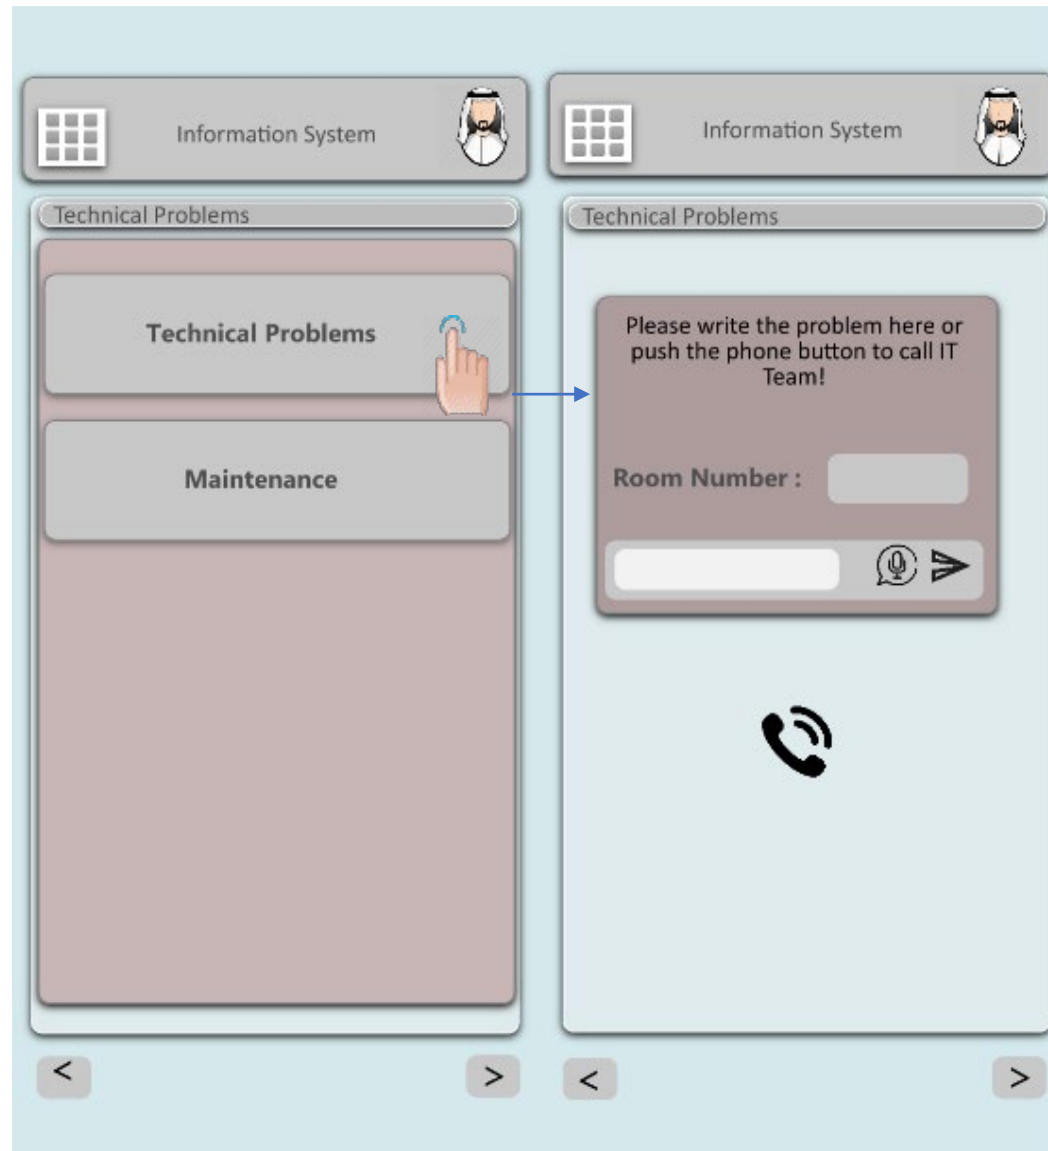 Information System
Technical Problems
Technical Problems
Maintenance
<
>
Information System
Technical Problems
Please write the problem here or
push the phone button to call IT
Team!
Room Number :
<
>